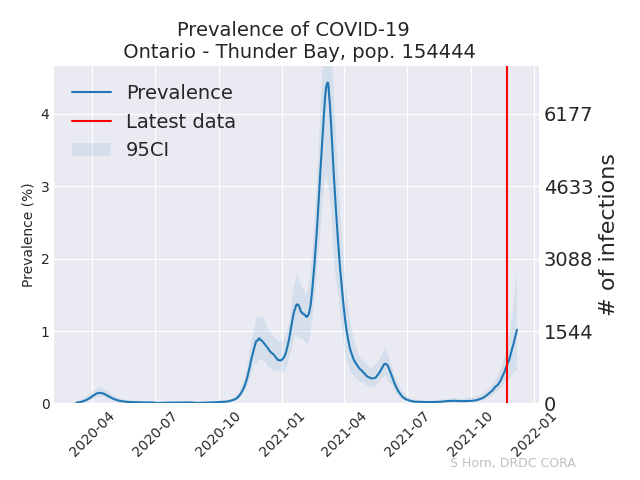 Prevalence of COVID-19
Ontario - Thunder Bay, pop. 154444
Prevalence
Latest data
95CI
Prevalence (%)
4
3
2
1
0
6177
4633
3088
1544
0
# of infections
2020-04
2020-07
2020-10
2021-01
2021-04
2021-07
2021-10
2022-01
S Horn, DRDC CORA